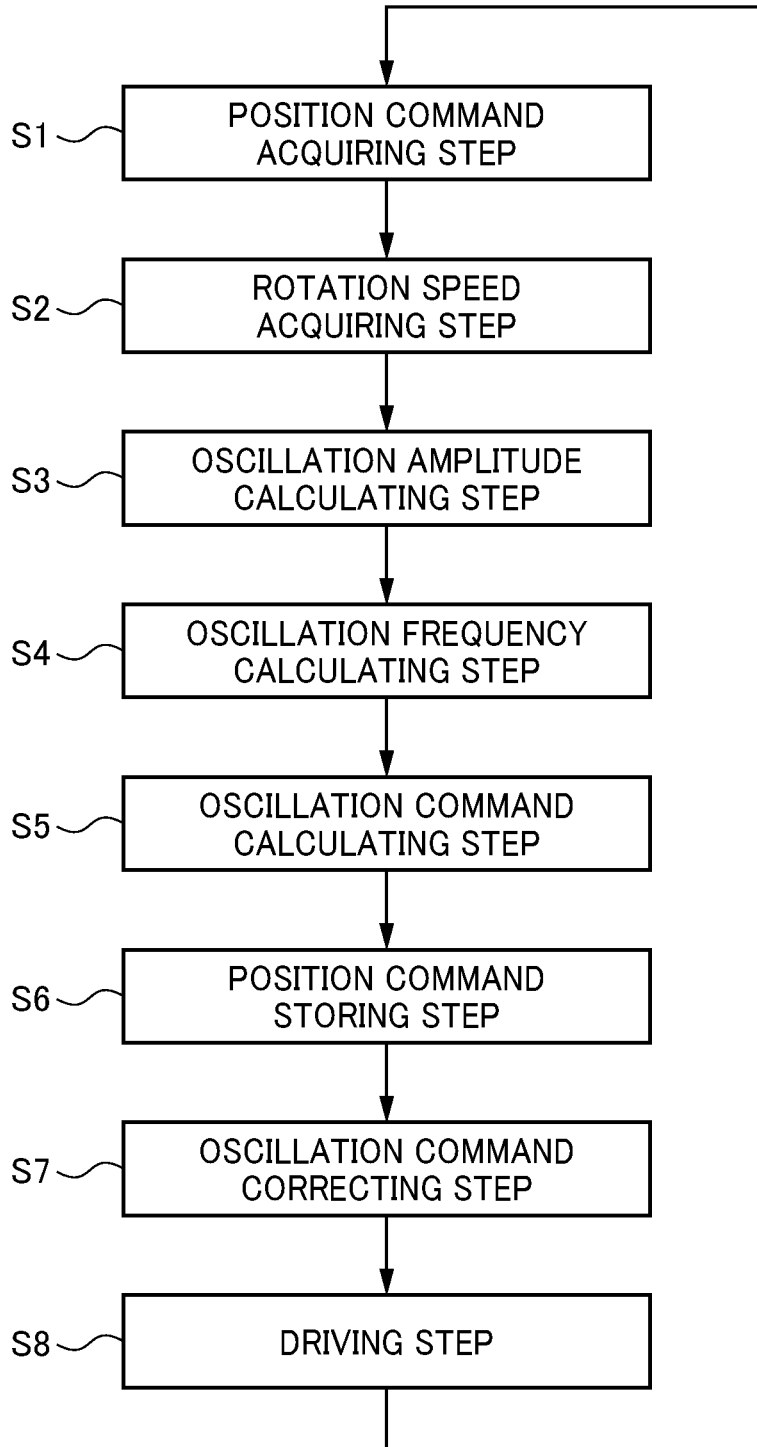 S1
POSITION COMMAND
ACQUIRING STEP
S2
ROTATION SPEED
ACQUIRING STEP
S3
OSCILLATION AMPLITUDE
CALCULATING STEP
S4
OSCILLATION FREQUENCY
CALCULATING STEP
S5
OSCILLATION COMMAND
CALCULATING STEP
S6
POSITION COMMAND
STORING STEP
S7
OSCILLATION COMMAND
CORRECTING STEP
S8
DRIVING STEP